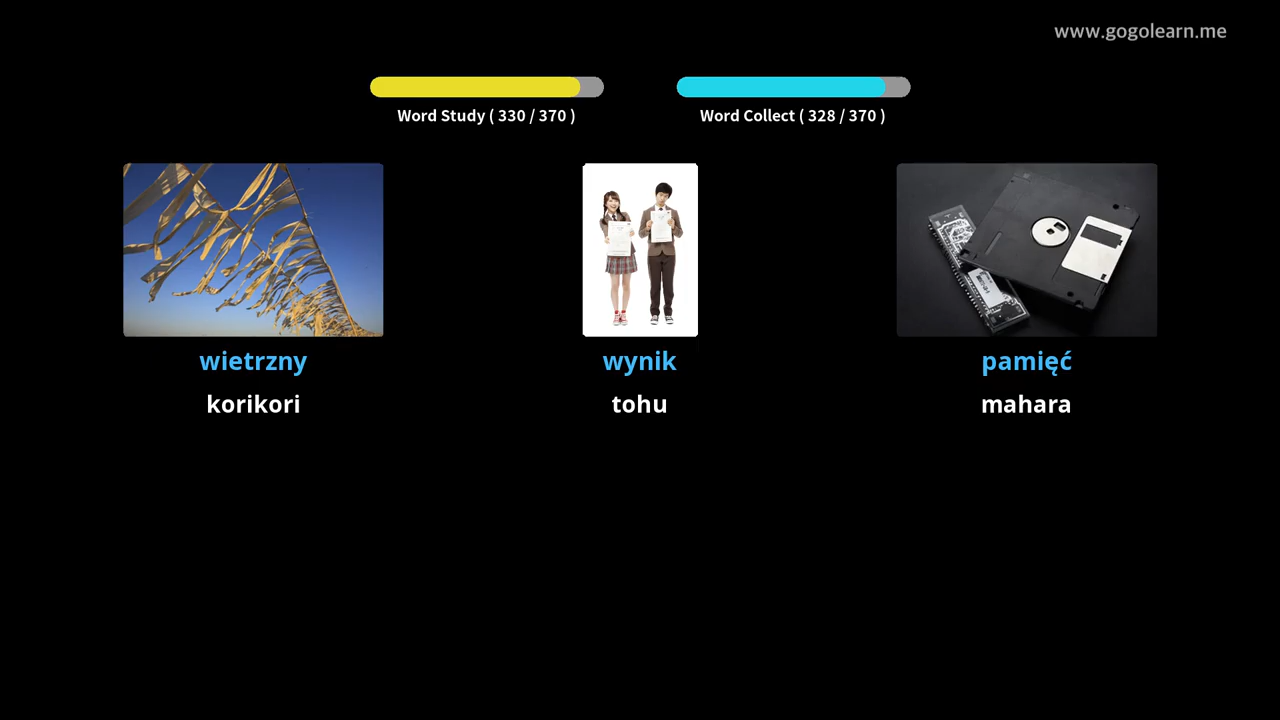 www.gogolearn.me
Word Study ( 330 / 370 )
Word Collect ( 328 / 370 )
wietrzny
korikori
wynik
tohu
pamięć
mahara